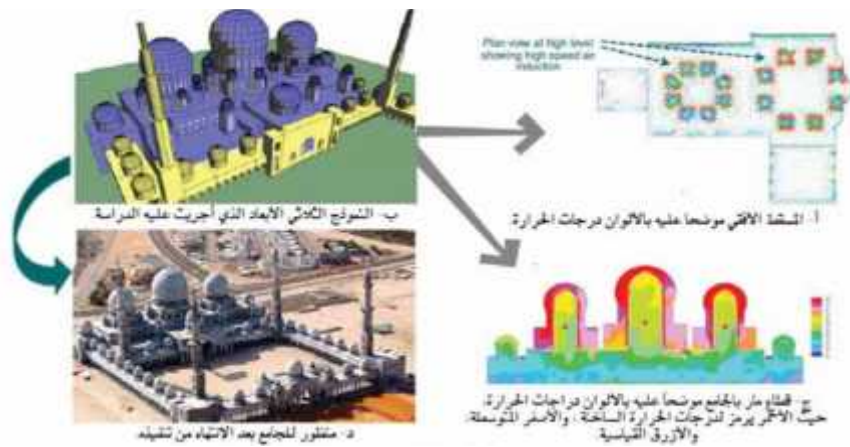 Plan view at high level
showing high speed air
induction
ب- النموذج الثلاثي الأبعاد الذي أجريت عليه الدراسة.
أ- المسقط الأفقي موضحا عليه بالألوان درجات الحرارة.
د- منظور للجامع بعد الانتهاء من تنفيذه.
ج- قطاع مار بالجامع موضحاً عليه بالألوان دراجات الحرارة،
حيث الأحمر يرمز لدرجات الحرارة الساخنة، والأصفر المتوسطة،
والأزرق القياسية.